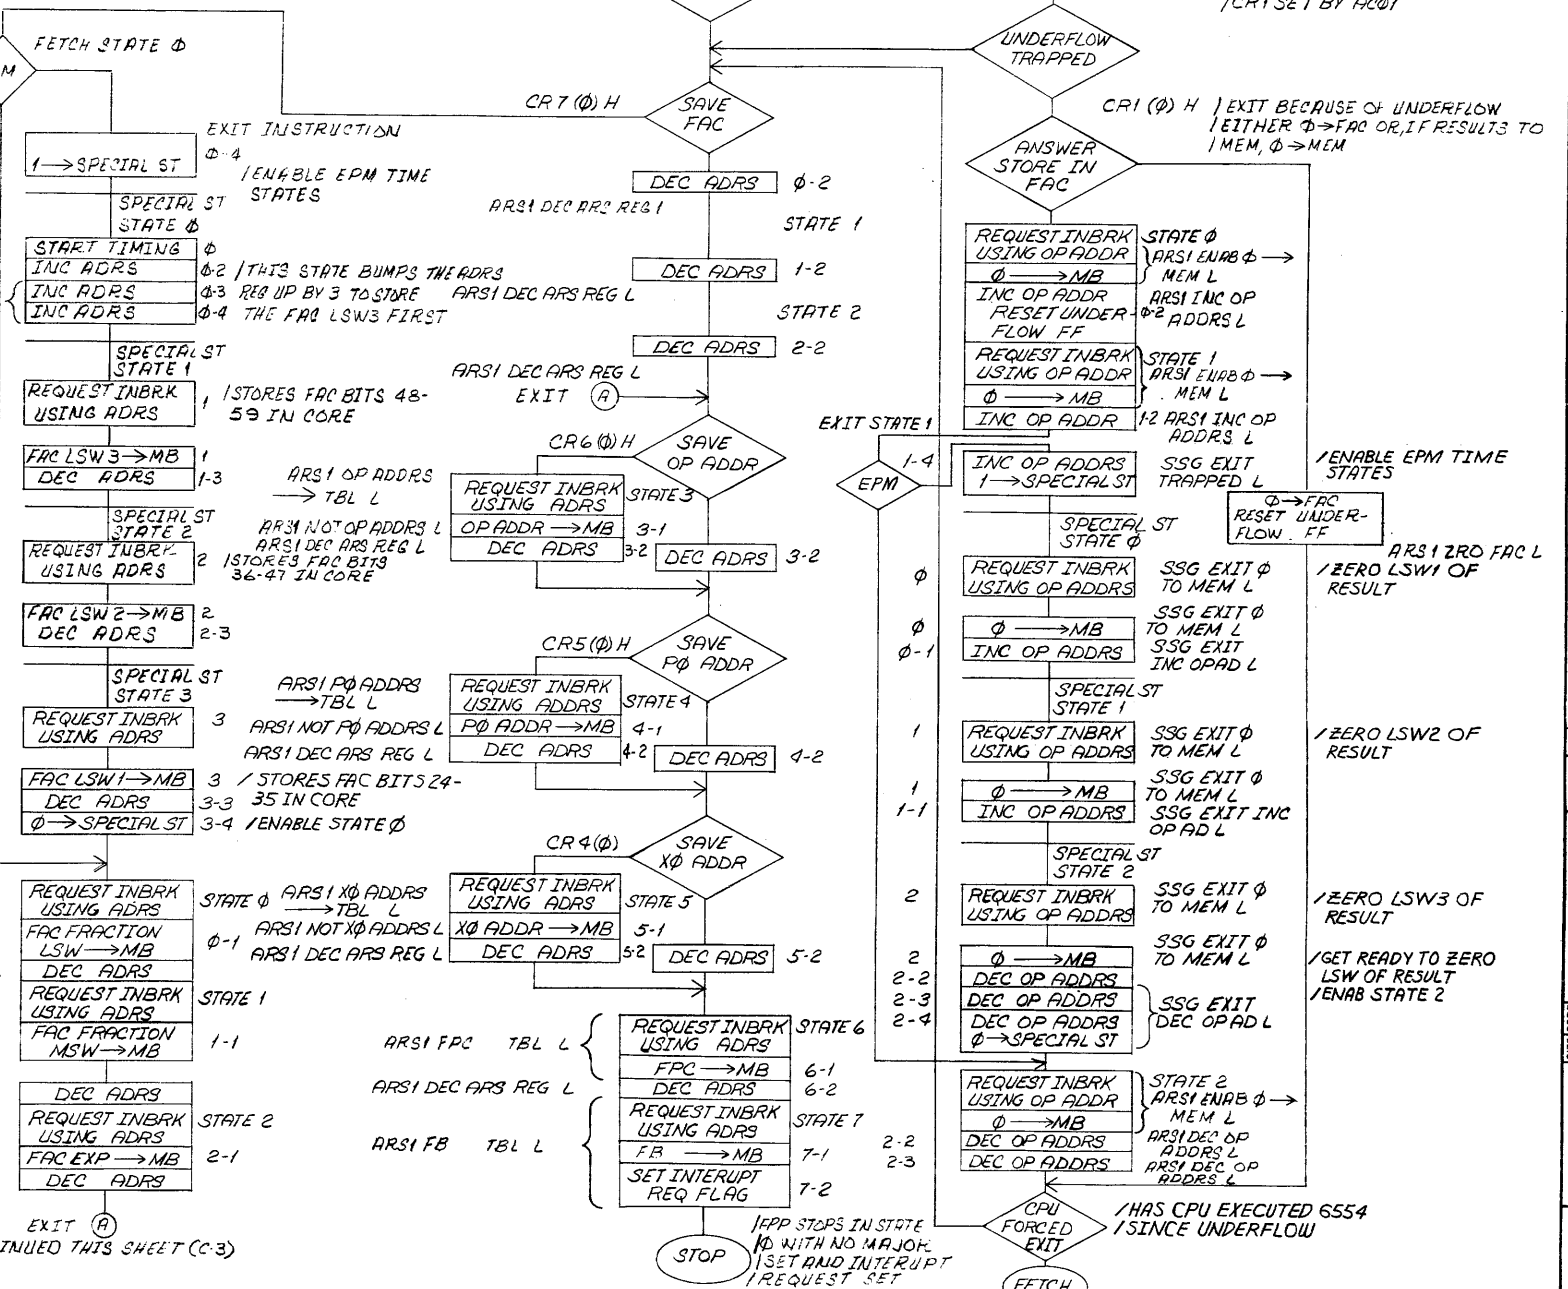 /CR1 SET BY AC01
FETCH STATE Φ
M
EXIT INSTRUCTION
Φ-4
1→SPECIAL ST
/ENABLE EPM TIME
STATES
SPECIAL ST
STATE Φ
START TIMING Φ
INC ADRS Φ-2 /THIS STATE BUMPS THE ADRS
INC ADRS Φ-3 REG UP BY 3 TO STORE
INC ADRS Φ-4 THE FAC LSW3 FIRST
SPECIAL ST
STATE 1
REQUEST INBRK
USING ADRS
1 /STORES FAC BITS 48-
59 IN CORE
FAC LSW3→MB 1
DEC ADRS 1-3
SPECIAL ST
STATE 2
REQUEST INBRK
USING ADRS
2 /STORES FAC BITS
36-47 IN CORE
FAC LSW2→MB 2
DEC ADRS 2-3
SPECIAL ST
STATE 3
REQUEST INBRK 3
USING ADRS
FAC LSW1→MB 3 /STORES FAC BITS 24-
DEC ADRS 3-3 35 IN CORE
Φ→SPECIAL ST 3-4 /ENABLE STATE Φ
REQUEST INBRK STATE Φ
USING ADRS
FAC FRACTION Φ-1
LSW→MB
DEC ADRS
REQUEST INBRK STATE 1
USING ADRS
FAC FRACTION 1-1
MSW→MB
DEC ADRS
REQUEST INBRK STATE 2
USING ADRS
FAC EXP→MB 2-1
DEC ADRS
EXIT A
INUED THIS SHEET (C-3)
CR7(Φ)H
SAVE
FAC
DEC ADRS Φ-2
ARS1 DEC ARS REG 1
STATE 1
DEC ADRS 1-2
ARS1 DEC ARS REG L
STATE 2
DEC ADRS 2-2
ARS1 DEC ARS REG L
EXIT A
CR6(Φ)H
SAVE
OP ADDR
ARS1 OP ADDRS
→TBL L
REQUEST INBRK STATE 3
USING ADRS
ARS1 NOT OP ADDRS L
OP ADDR→MB 3-1
ARS1 DEC ARS REG L
DEC ADRS 3-2
DEC ADRS 3-2
CR5(Φ)H
SAVE
PΦ ADDR
ARS1 PΦ ADDRS
→TBL L
REQUEST INBRK STATE 4
USING ADDRS
ARS1 NOT PΦ ADDRS L
PΦ ADDR→MB 4-1
ARS1 DEC ARS REG L
DEC ADRS 4-2
DEC ADRS 4-2
CR4(Φ)
SAVE
XΦ ADDR
ARS1 XΦ ADDRS
→TBL L
REQUEST INBRK STATE 5
USING ADRS
ARS1 NOT XΦ ADDRS L
XΦ ADDR→MB 5-1
ARS1 DEC ARS REG L
DEC ADRS 5-2
DEC ADRS 5-2
ARS1 FPC TBL L
REQUEST INBRK STATE 6
USING ADRS
FPC→MB 6-1
ARS1 DEC ARS REG L
DEC ADRS 6-2
ARS1 FB TBL L
REQUEST INBRK STATE 7
USING ADRS
FB→MB 7-1
SET INTERUPT 7-2
REQ FLAG
STOP
/FPP STOPS IN STATE
/Φ WITH NO MAJOR
/SET AND INTERUPT
/REQUEST SET
UNDERFLOW
TRAPPED
CR1(Φ)H
/EXIT BECAUSE OF UNDERFLOW
/EITHER Φ→FAC OR, IF RESULTS TO
/MEM, Φ→MEM
ANSWER
STORE IN
FAC
REQUEST INBRK STATE Φ
USING OP ADDR ARS1 ENAB Φ→
Φ→MB MEM L
INC OP ADDR ARS1 INC OP
RESET UNDER- Φ-2 ADDRS L
FLOW FF
REQUEST INBRK STATE 1
USING OP ADDR ARS1 ENAB Φ→
Φ→MB MEM L
INC OP ADDR 1-2 ARS1 INC OP
ADDRS L
EXIT STATE 1
1-4
EPM
INC OP ADDRS SSG EXIT
1→SPECIAL ST TRAPPED L
/ENABLE EPM TIME
STATES
Φ→FAC
RESET UNDER-
FLOW. FF
ARS1 ZRO FAC L
SPECIAL ST
STATE Φ
Φ REQUEST INBRK SSG EXIT Φ /ZERO LSW1 OF
USING OP ADDRS TO MEM L RESULT
Φ Φ→MB SSG EXIT Φ
TO MEM L
Φ-1 INC OP ADDRS SSG EXIT
INC OPAD L
SPECIAL ST
STATE 1
1 REQUEST INBRK SSG EXIT Φ /ZERO LSW2 OF
USING OP ADDRS TO MEM L RESULT
1 Φ→MB SSG EXIT Φ
TO MEM L
1-1 INC OP ADDRS SSG EXIT INC
OP AD L
SPECIAL ST
STATE 2
2 REQUEST INBRK SSG EXIT Φ /ZERO LSW3 OF
USING OP ADDRS TO MEM L RESULT
2 Φ→MB SSG EXIT Φ /GET READY TO ZERO
TO MEM L LSW OF RESULT
2-2 DEC OP ADDRS
2-3 DEC OP ADDRS SSG EXIT /ENAB STATE 2
2-4 DEC OP ADDRS DEC OPAD L
Φ→SPECIAL ST
REQUEST INBRK STATE 2
USING OP ADDR ARS1 ENAB Φ→
Φ→MB MEM L
2-2 DEC OP ADDRS ARS1 DEC OP
ADDRS L
2-3 DEC OP ADDRS ARS1 DEC OP
ADDRS L
CPU
FORCED
EXIT
/HAS CPU EXECUTED 6554
/SINCE UNDERFLOW
FETCH